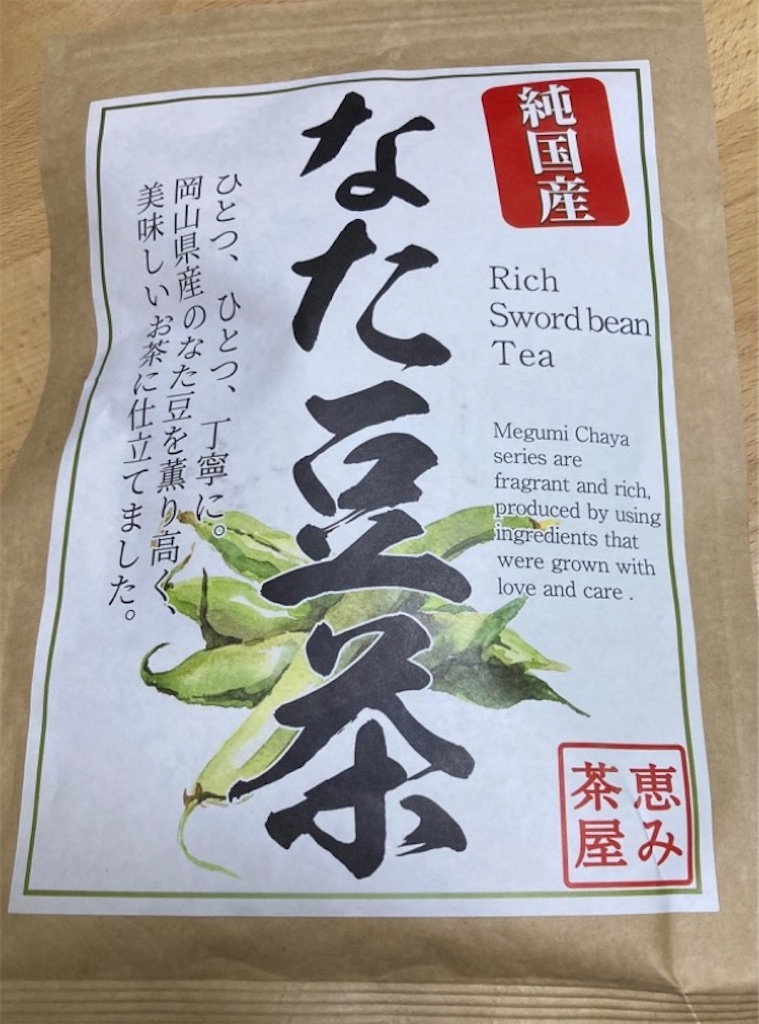 純国産
なた豆茶
Rich
Sword bean
Tea
ひとつ、ひとつ、丁寧に。
岡山県産のなた豆を薫り高く、
美味しいお茶に仕立てました。
Megumi Chaya
series are
fragrant and rich,
produced by using
ingredients that
were grown with
love and care .
恵み
茶屋